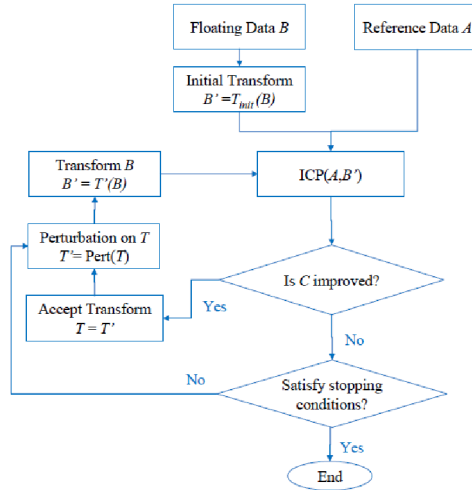 Floating Data B
Reference Data A
Initial Transform
B' =Tinit(B)
Transform B
B' = T'(B)
ICP(A,B')
Perturbation on T
T'= Pert(T)
Is C improved?
Yes
Accept Transform
T = T'
No
No
Satisfy stopping
conditions?
Yes
End